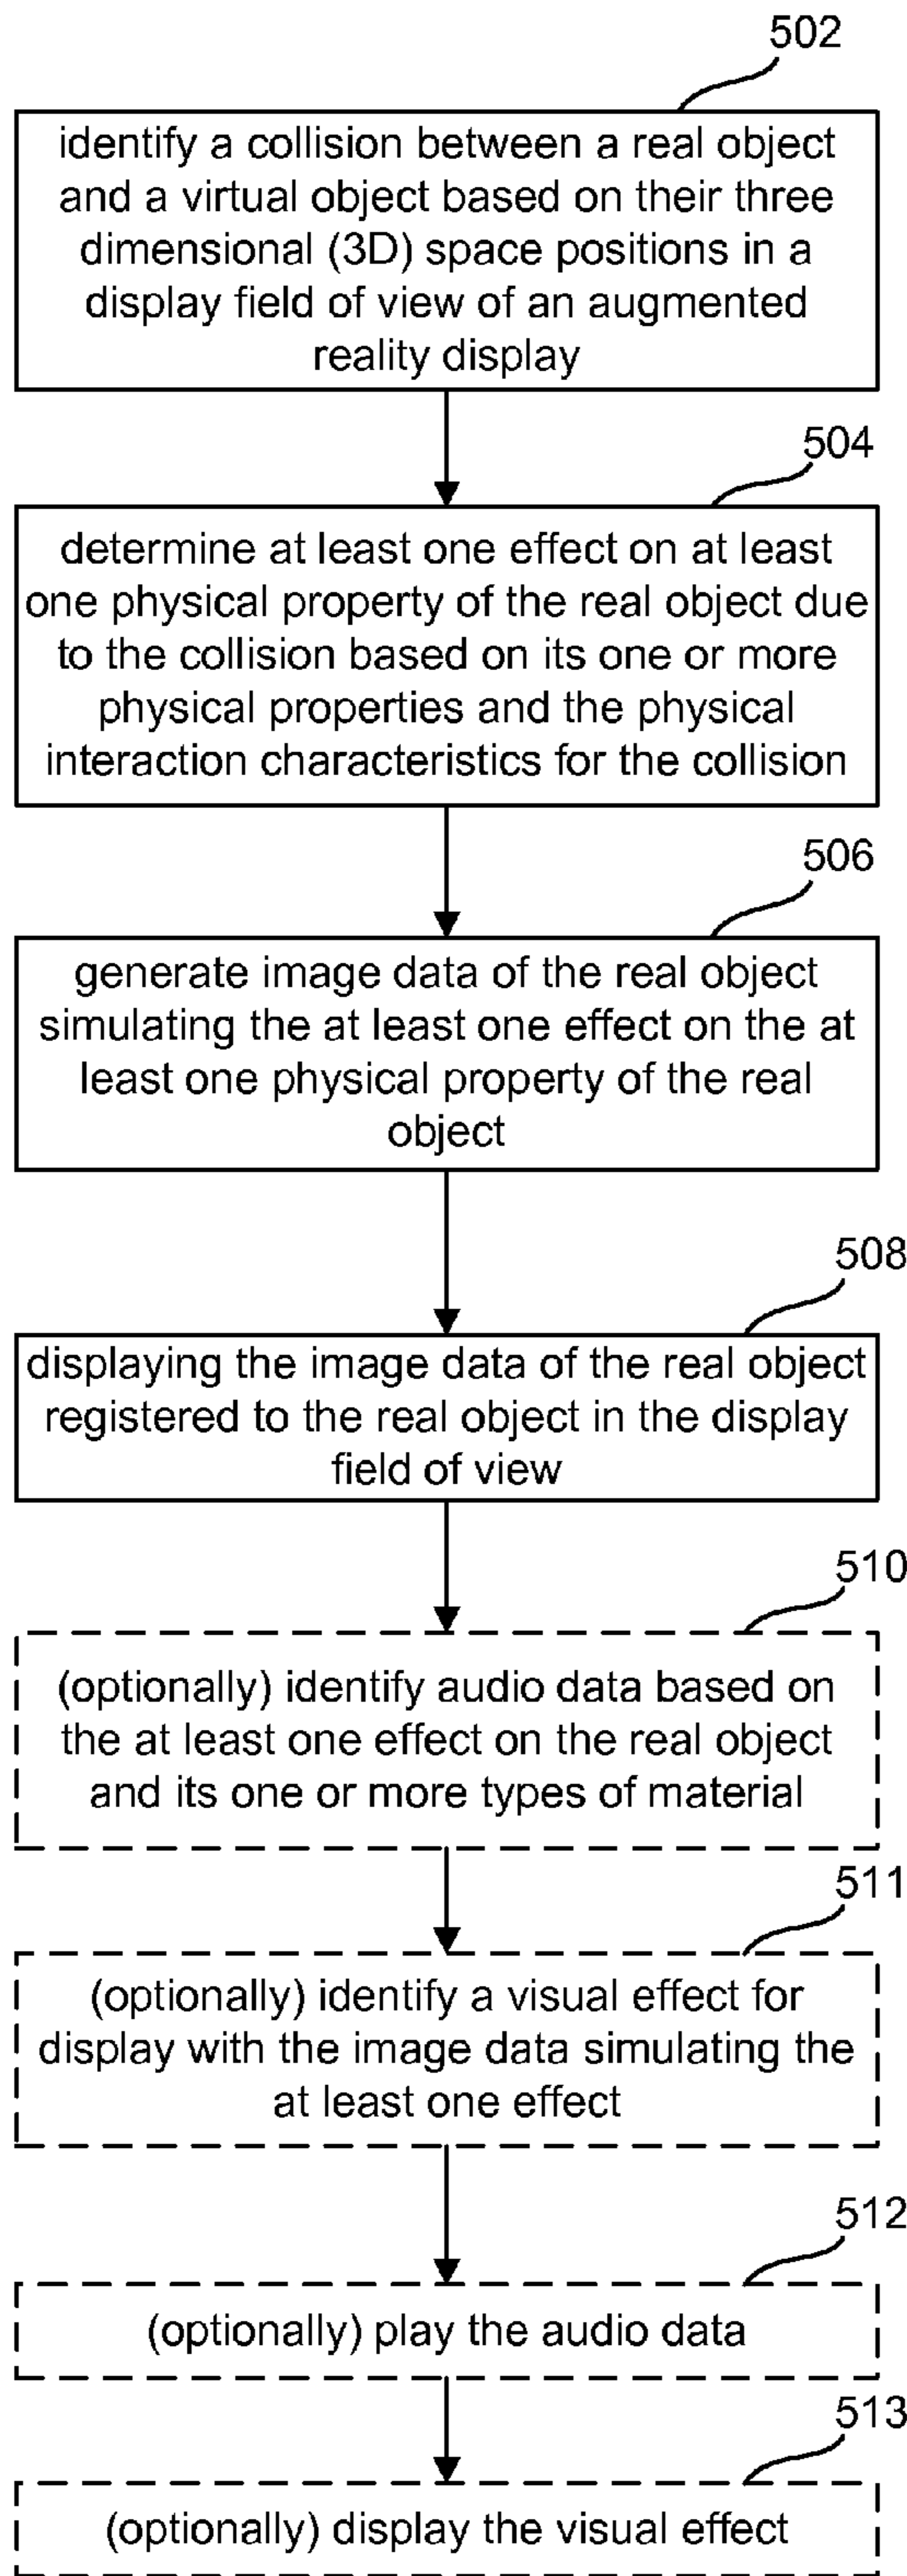 502
identify a collision between a real object
and a virtual object based on their three
dimensional (3D) space positions in a
display field of view of an augmented
reality display
504
determine at least one effect on at least
one physical property of the real object due
to the collision based on its one or more
physical properties and the physical
interaction characteristics for the collision
506
generate image data of the real object
simulating the at least one effect on the at
least one physical property of the real
object
508
displaying the image data of the real object
registered to the real object in the display
field of view
510
(optionally) identify audio data based on
the at least one effect on the real object
and its one or more types of material
511
(optionally) identify a visual effect for
display with the image data simulating the
at least one effect
512
(optionally) play the audio data
513
(optionally) display the visual effect